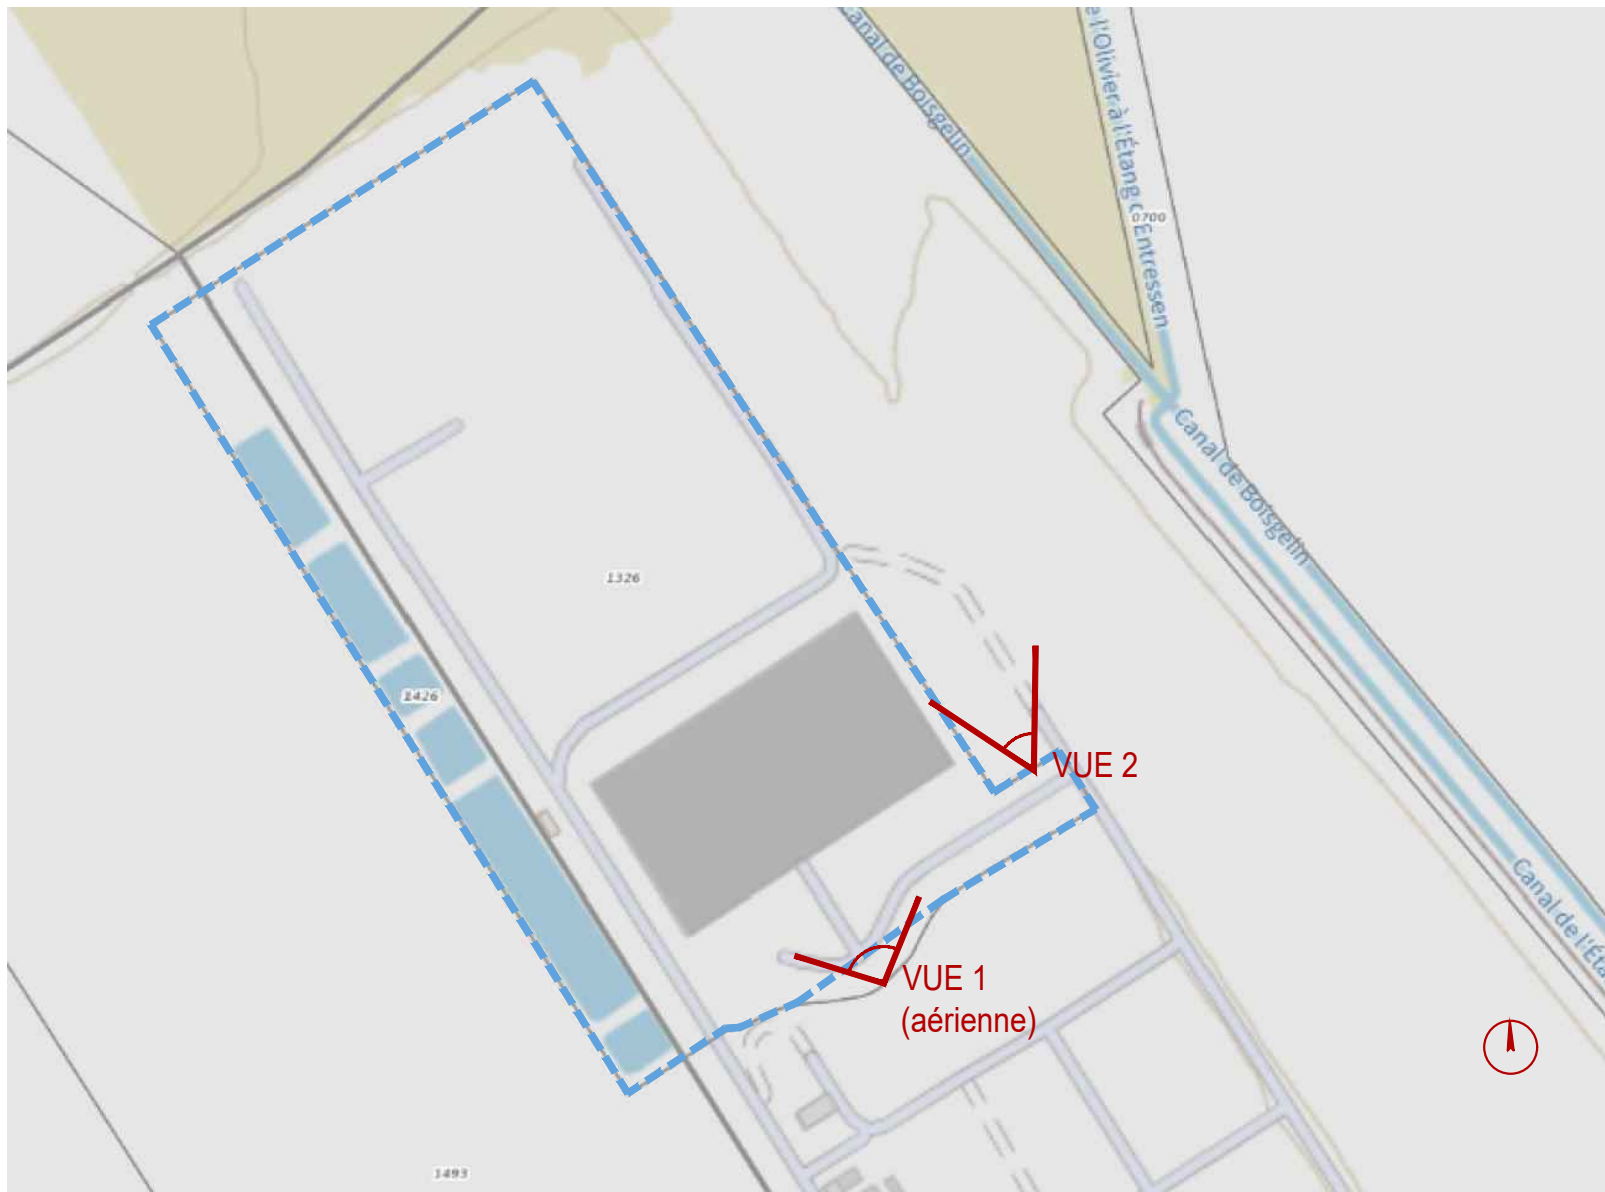 Canal de Boisgelin
e l'Olivier à l'Étang d'Entressen
0700
Canal de Boisgelin
1326
1426
VUE 2
Canal de l'Éta
VUE 1
(aérienne)
1493